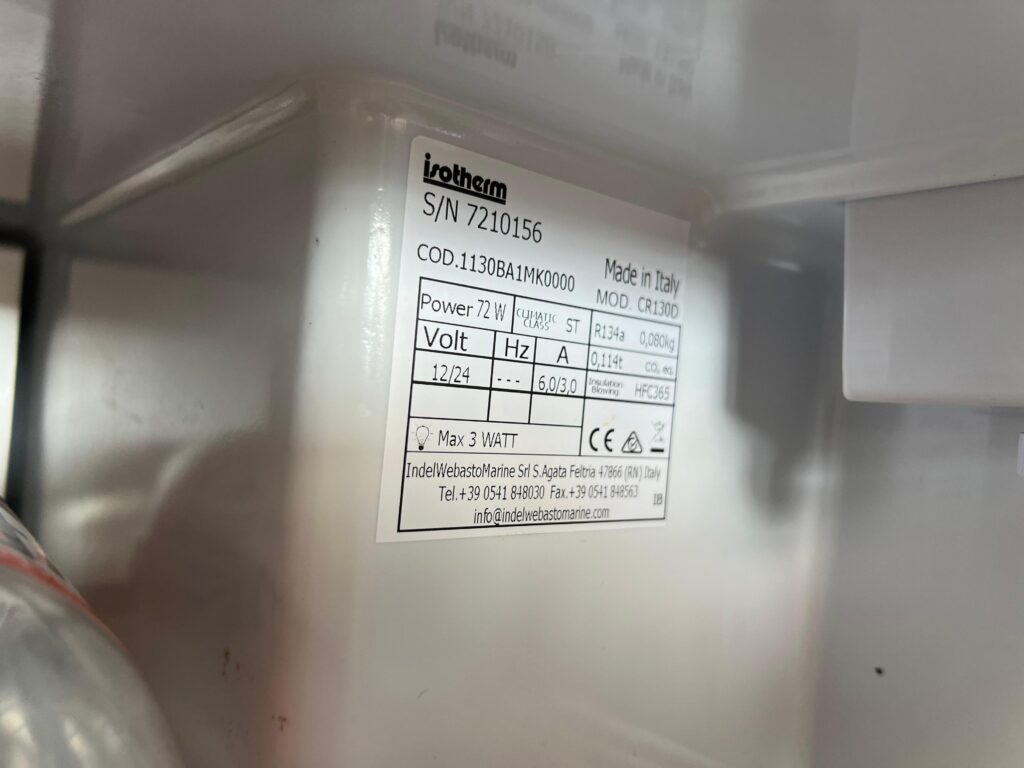 isotherm
S/N 7210156
COD.1130BA1MK0000
Made in Italy
MOD. CR130D
Power 72 W
CLIMATIC CLASS ST
R134a 0,080kg
Volt Hz A
0,114t CO₂ eq.
12/24 --- 6,0/3,0
Insulation Blowing: HFC365
Max 3 WATT
CE
IndelWebastoMarine Srl S.Agata Feltria 47866 (RN) Italy
Tel.+39 0541 848030 Fax.+39 0541 848563
info@indelwebastomarine.com
IB